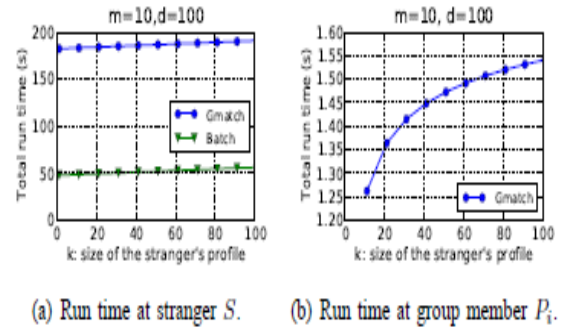 m=10,d=100
Total run time (s)
200
150
100
50
0
Gmatch
Batch
0 20 40 60 80 100
k: size of the stranger's profile
(a) Run time at stranger S.
m=10, d=100
Total run time (s)
1.60
1.55
1.50
1.45
1.40
1.35
1.30
1.25
1.20
Gmatch
0 20 40 60 80 100
k: size of the stranger's profile
(b) Run time at group member Pi.